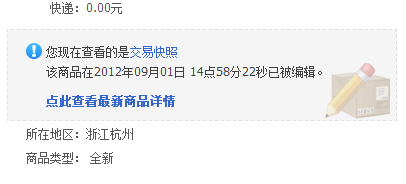 快递：0.00元
您现在查看的是交易快照
该商品在2012年09月01日 14点58分22秒已被编辑。
点此查看最新商品详情
所在地区：浙江杭州
商品类型： 全新